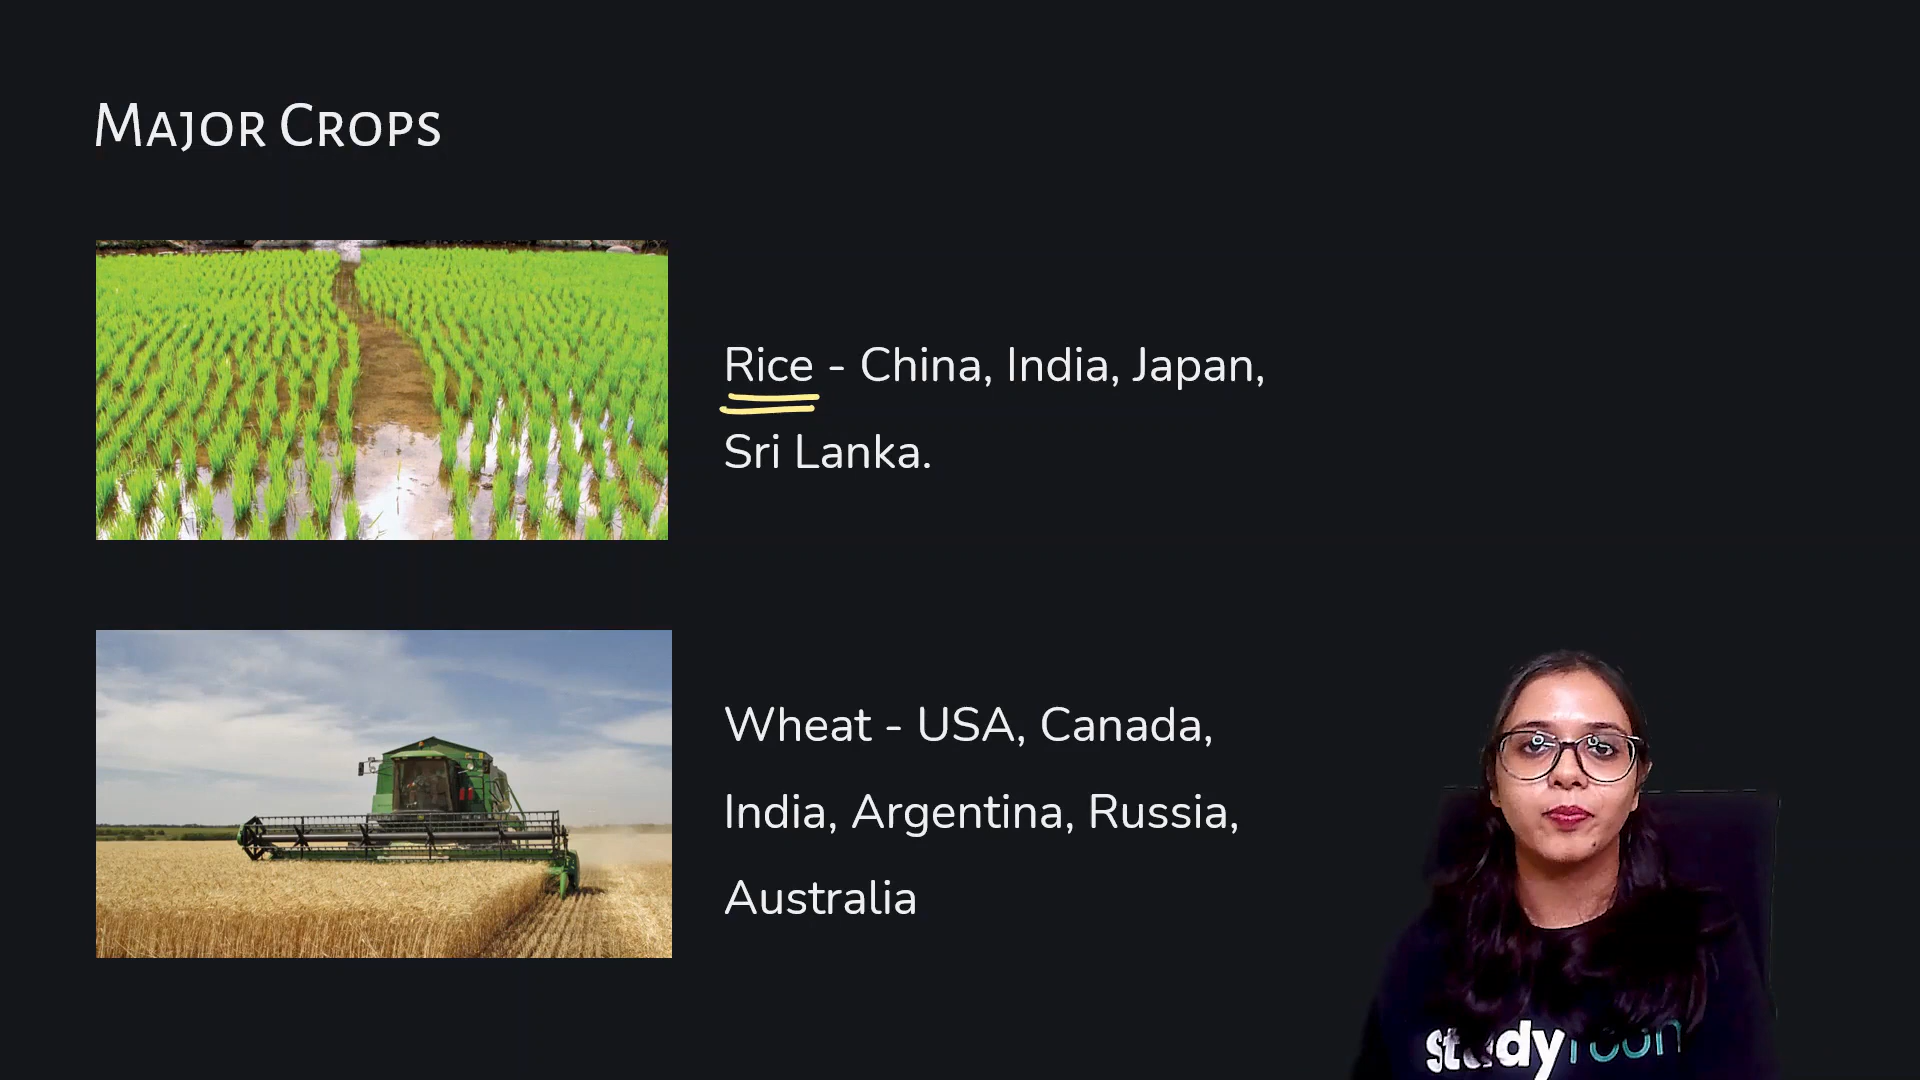 Major Crops
Rice - China, India, Japan,
Sri Lanka.
Wheat - USA, Canada,
India, Argentina, Russia,
Australia